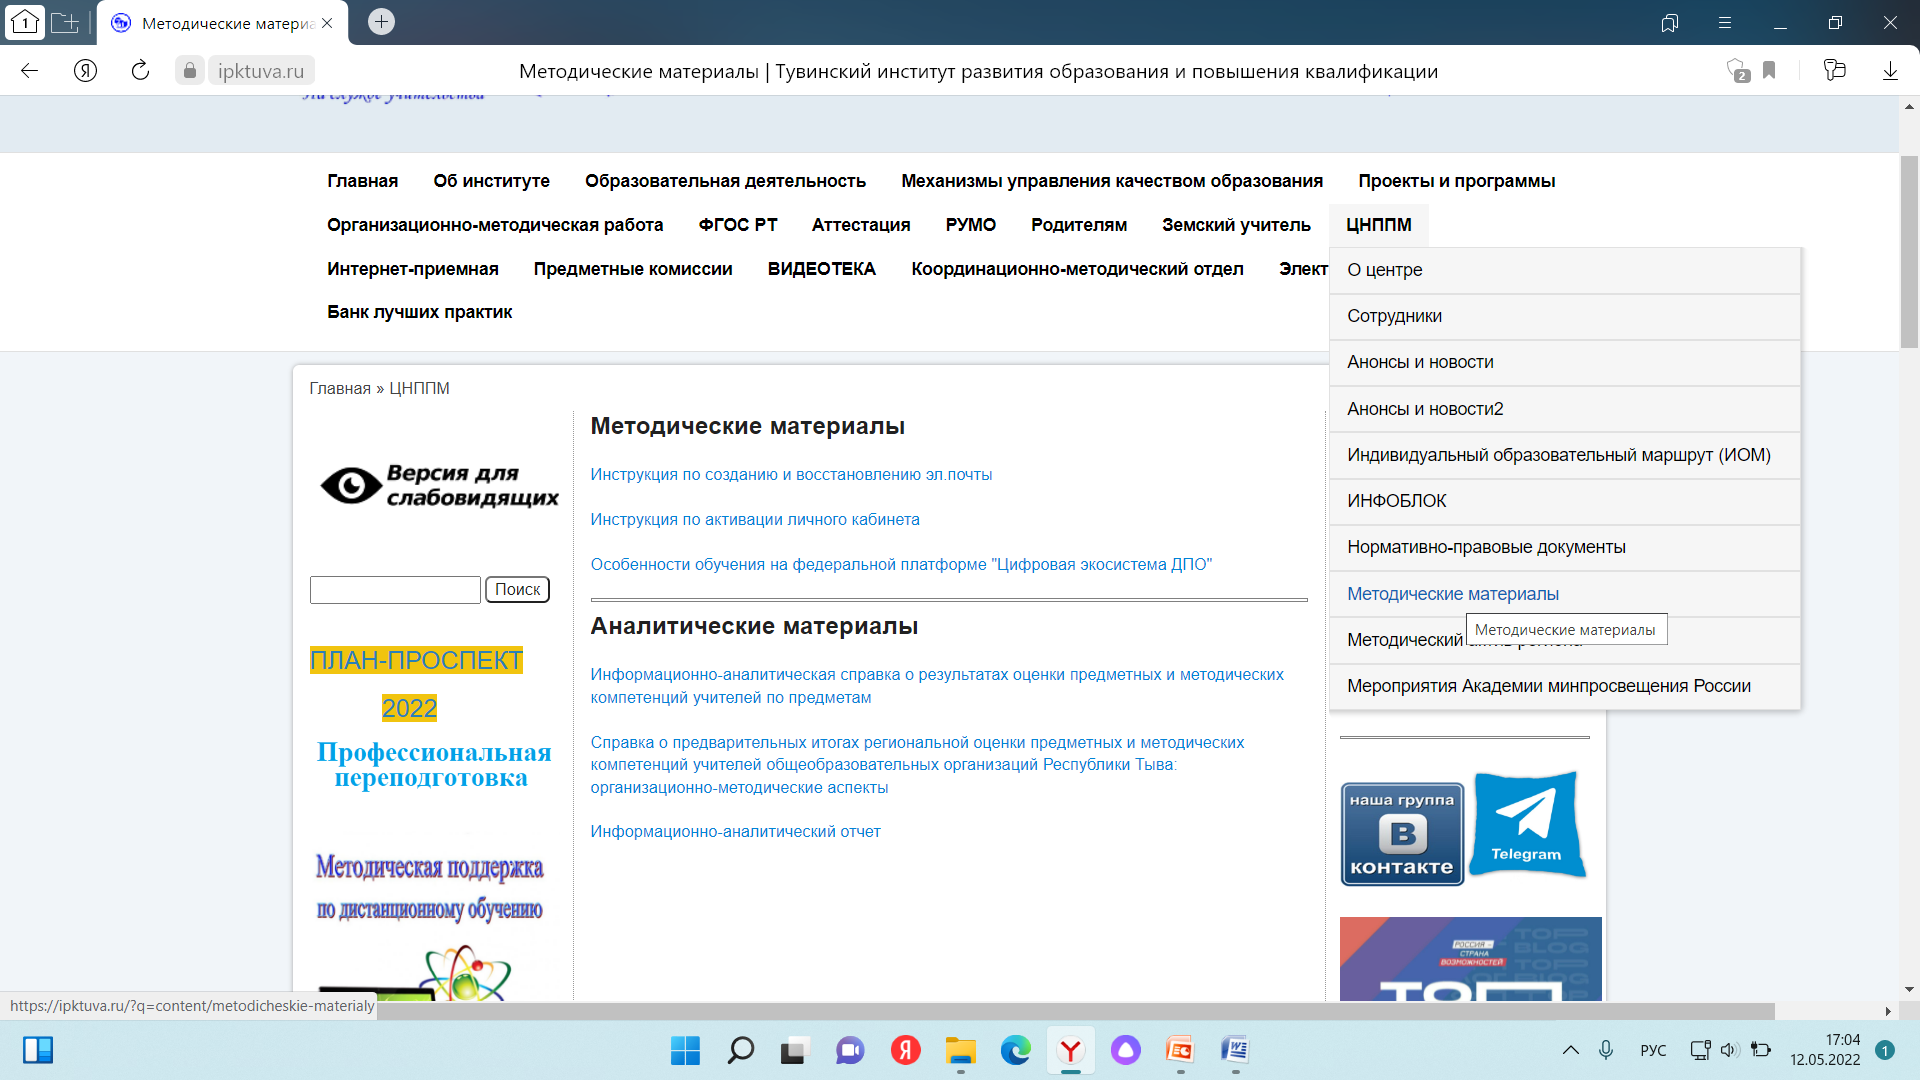 1
Методические материа
ipktuva.ru
Методические материалы | Тувинский институт развития образования и повышения квалификации
2
Главная Об институте Образовательная деятельность Механизмы управления качеством образования Проекты и программы
Организационно-методическая работа ФГОС РТ Аттестация РУМО Родителям Земский учитель ЦНППМ
Интернет-приемная Предметные комиссии ВИДЕОТЕКА Координационно-методический отдел Элект
Банк лучших практик
О центре
Сотрудники
Анонсы и новости
Анонсы и новости2
Индивидуальный образовательный маршрут (ИОМ)
ИНФОБЛОК
Нормативно-правовые документы
Методические материалы
Методический
Методические материалы
Мероприятия Академии минпросвещения России
Главная » ЦНППМ
Версия для
слабовидящих
Поиск
ПЛАН-ПРОСПЕКТ
2022
Профессиональная
переподготовка
Методическая поддержка
по дистанционному обучению
Методические материалы
Инструкция по созданию и восстановлению эл.почты
Инструкция по активации личного кабинета
Особенности обучения на федеральной платформе "Цифровая экосистема ДПО"
Аналитические материалы
Информационно-аналитическая справка о результатах оценки предметных и методических
компетенций учителей по предметам
Справка о предварительных итогах региональной оценки предметных и методических
компетенций учителей общеобразовательных организаций Республики Тыва:
организационно-методические аспекты
Информационно-аналитический отчет
наша группа
В
контакте
Telegram
РОССИЯ –
СТРАНА
ВОЗМОЖНОСТЕЙ
ТОП
https://ipktuva.ru/?q=content/metodicheskie-materialy
РУС
17:04
12.05.2022
1